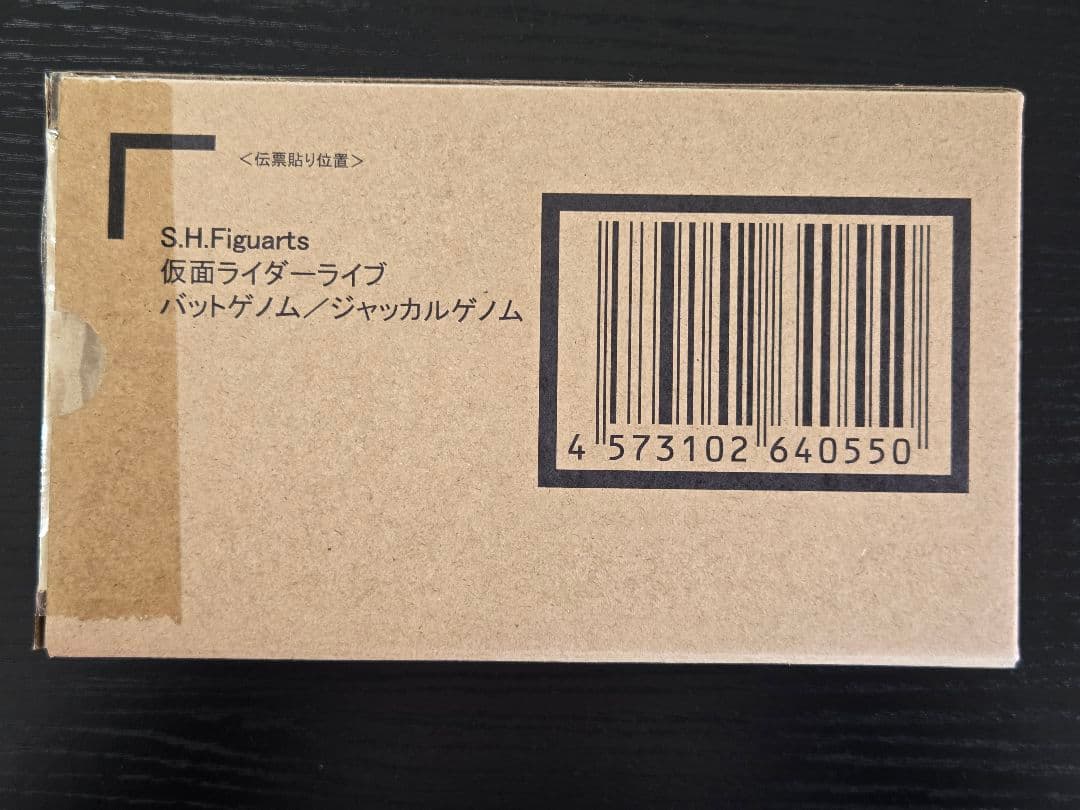 ＜伝票貼り位置＞
S.H.Figuarts
仮面ライダーライブ
バットゲノム／ジャッカルゲノム
4 573102 640550